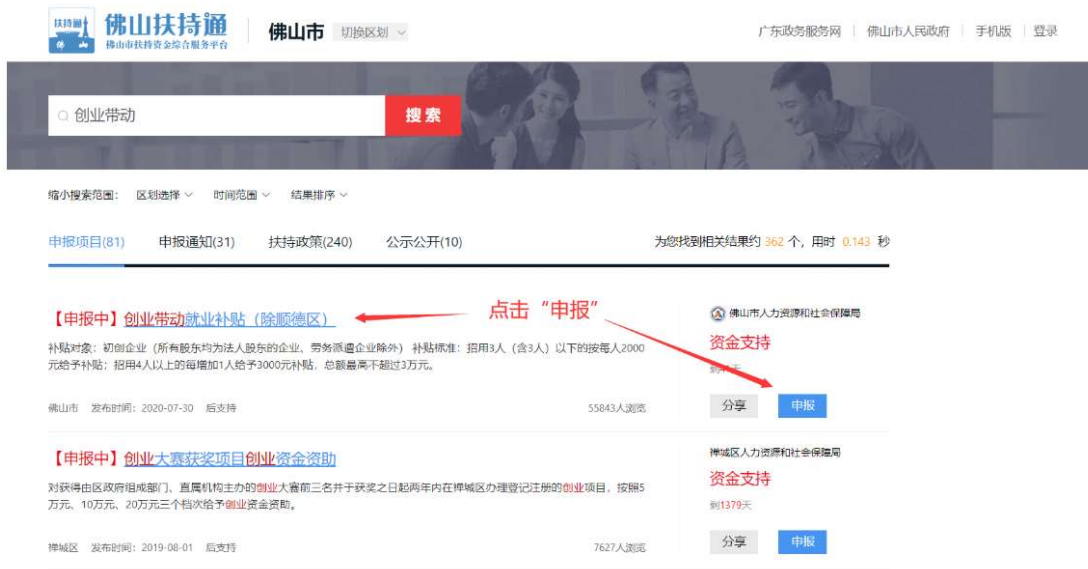 扶持通
佛山
佛山扶持通
佛山市扶持资金综合服务平台
佛山市 切换区划
广东政务服务网 佛山市人民政府 手机版 登录
创业带动 搜索
缩小搜索范围： 区划选择 时间范围 结果排序
申报项目(81) 申报通知(31) 扶持政策(240) 公示公开(10) 为您找到相关结果约 362 个，用时 0.143 秒
点击“申报”
【申报中】创业带动就业补贴（除顺德区）
佛山市人力资源和社会保障局
补贴对象：初创企业（所有股东均为法人股东的企业、劳务派遣企业除外）补贴标准：招用3人（含3人）以下的按每人2000
元给予补贴；招用4人以上的每增加1人给予3000元补贴，总额最高不超过3万元。
资金支持
佛山市 发布时间：2020-07-30 后支持 55843人浏览
分享 申报
【申报中】创业大赛获奖项目创业资金资助
禅城区人力资源和社会保障局
对获得由区政府组成部门、直属机构主办的创业大赛前三名并于获奖之日起两年内在禅城区办理登记注册的创业项目，按照5
万元、10万元、20万元三个档次给予创业资金资助。
资金支持
剩1379天
禅城区 发布时间：2019-08-01 后支持 7627人浏览
分享 申报